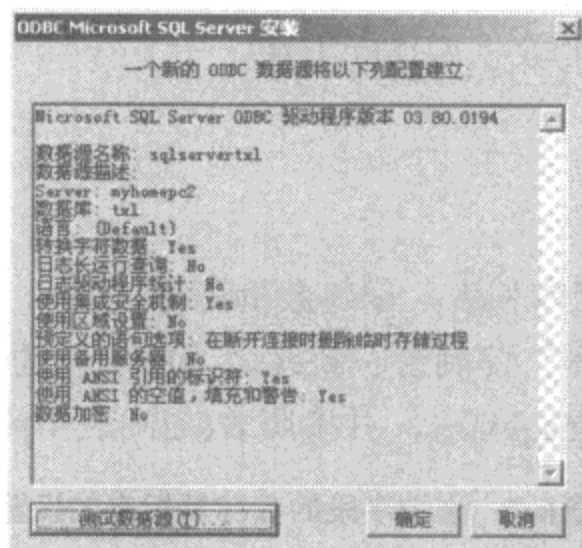 ODBC Microsoft SQL Server 安装
一个新的 ODBC 数据源将以下列配置建立:
Microsoft SQL Server ODBC 驱动程序版本 03.80.0194
数据源名称: sqlservertxl
数据源描述:
Server: myhomepc2
数据库: txl
语言: (Default)
转换字符数据: Yes
日志长运行查询: No
日志驱动程序统计: No
使用集成安全机制: Yes
使用区域设置: No
预定义的语句选项: 在断开连接时删除临时存储过程
使用备用服务器: No
使用 ANSI 引用的标识符: Yes
使用 ANSI 的空值，填充和警告: Yes
数据加密: No
测试数据源(T)...
确定
取消